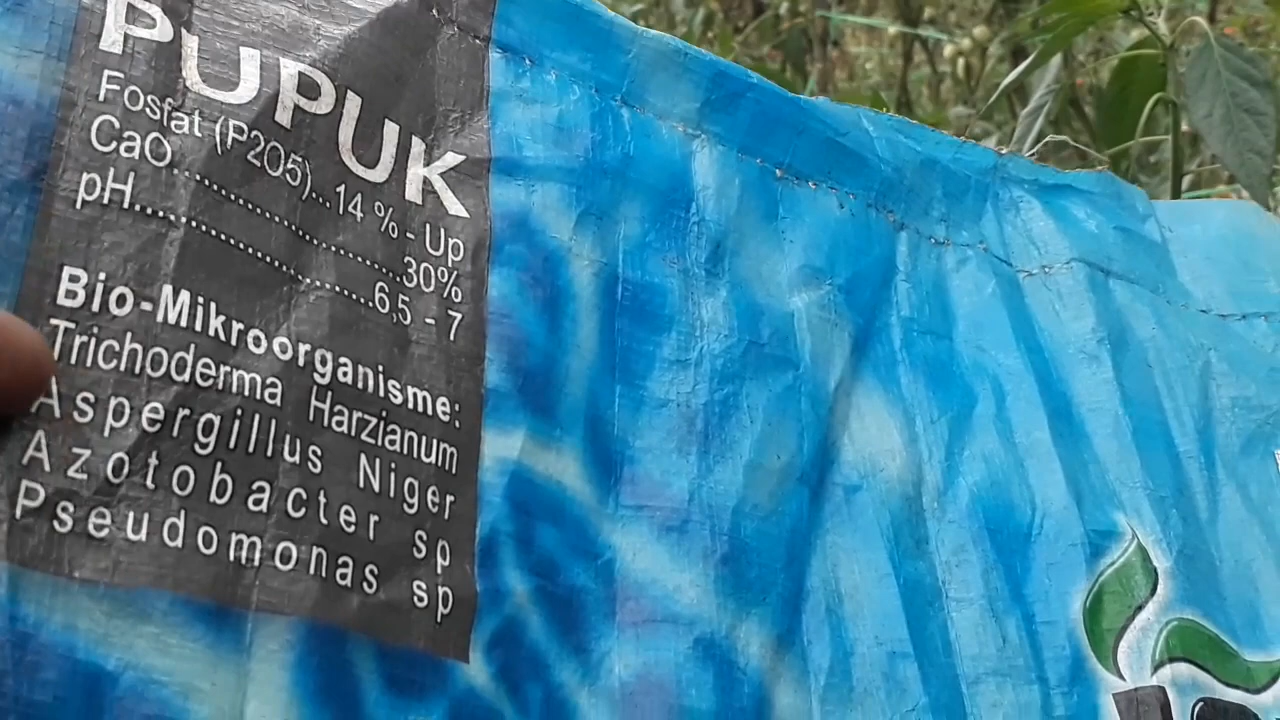 PUPUK
Fosfat (P2O5)...14 % - Up
CaO..............................30%
pH..............................6,5 - 7
Bio-Mikroorganisme:
Trichoderma Harzianum
Aspergillus Niger
Azotobacter sp
Pseudomonas sp